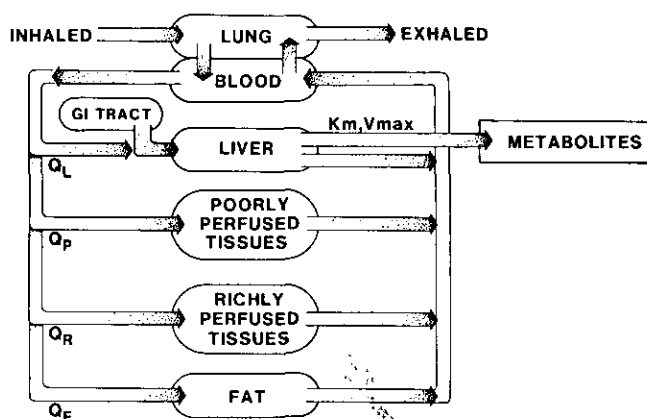 INHALED
LUNG
EXHALED
BLOOD
GI TRACT
Km,Vmax
LIVER
METABOLITES
QL
POORLY
PERFUSED
TISSUES
QP
RICHLY
PERFUSED
TISSUES
QR
FAT
QF